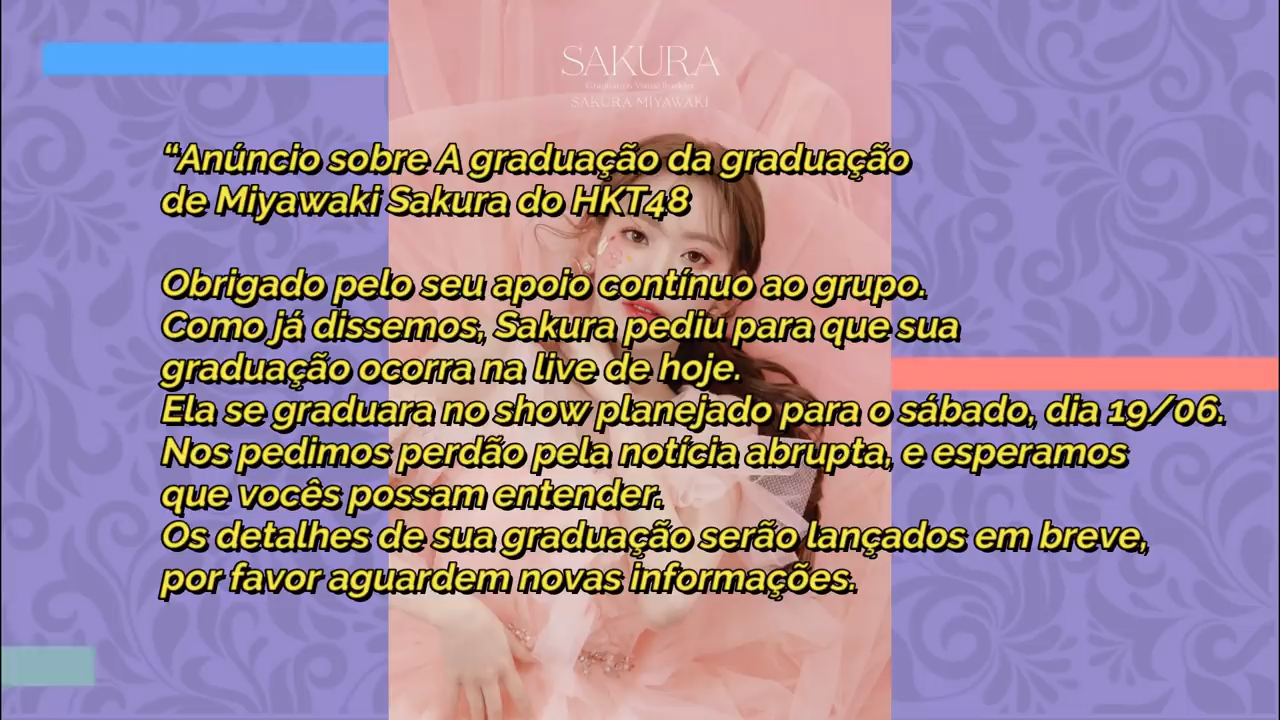 SAKURA
SAKURA MIYAWAKI
“Anúncio sobre A graduação da graduação
de Miyawaki Sakura do HKT48
Obrigado pelo seu apoio contínuo ao grupo.
Como já dissemos, Sakura pediu para que sua
graduação ocorra na live de hoje.
Ela se graduara no show planejado para o sábado, dia 19/06.
Nos pedimos perdão pela notícia abrupta, e esperamos
que vocês possam entender.
Os detalhes de sua graduação serão lançados em breve,
por favor aguardem novas informações.